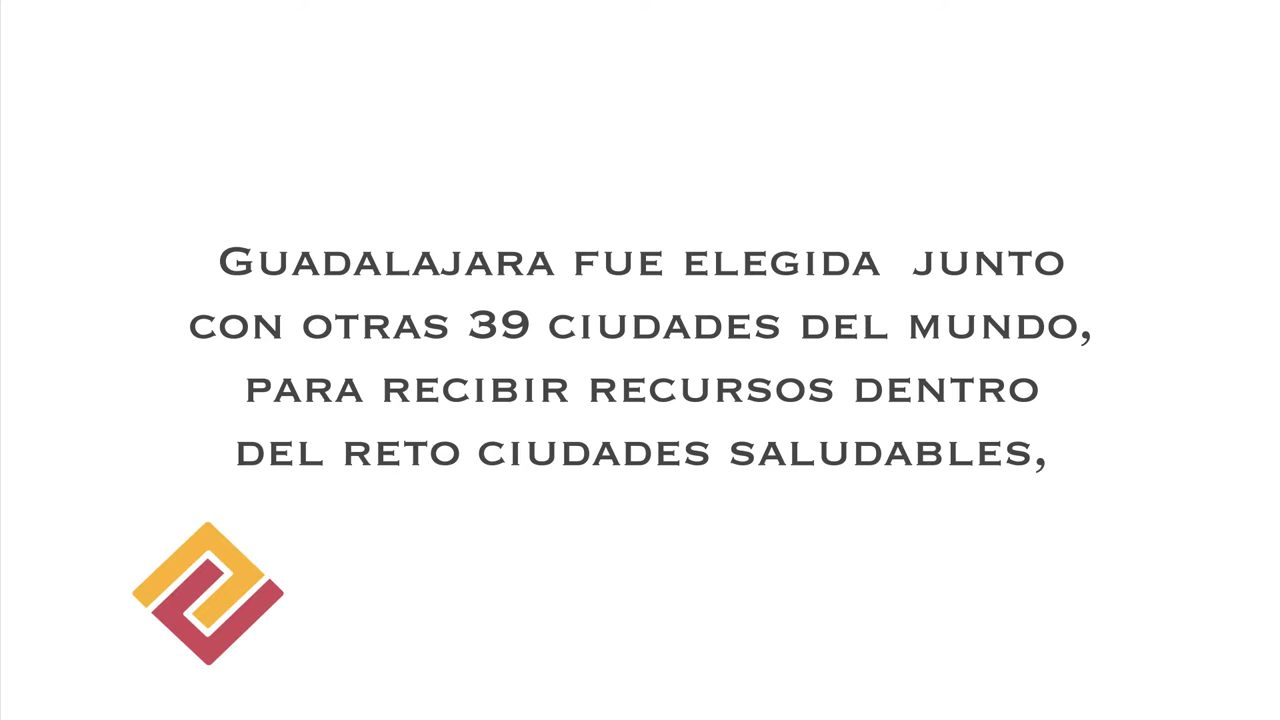 Guadalajara fue elegida  junto
con otras 39 ciudades del mundo,
para recibir recursos dentro
del reto ciudades saludables,